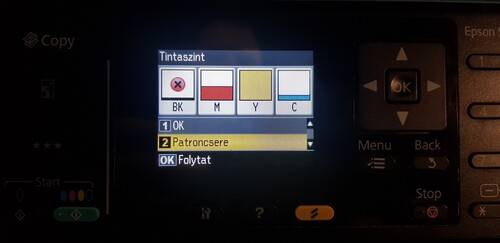 Copy
Epson
Tintaszint
BK M Y C
1 OK
2 Patroncsere
OK Folytat
OK
Menu
Back
Start
Stop
?
*